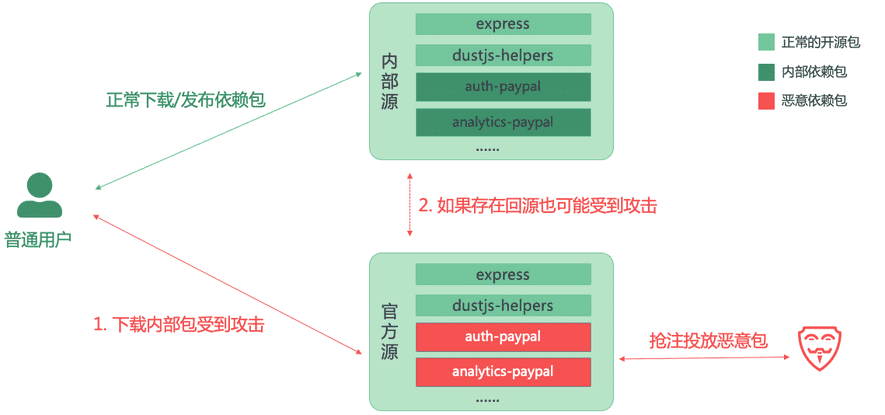 express
dustjs-helpers
auth-paypal
analytics-paypal
......
内部源
正常的开源包
内部依赖包
恶意依赖包
正常下载/发布依赖包
普通用户
2. 如果存在回源也可能受到攻击
1. 下载内部包受到攻击
express
dustjs-helpers
auth-paypal
analytics-paypal
......
官方源
抢注投放恶意包